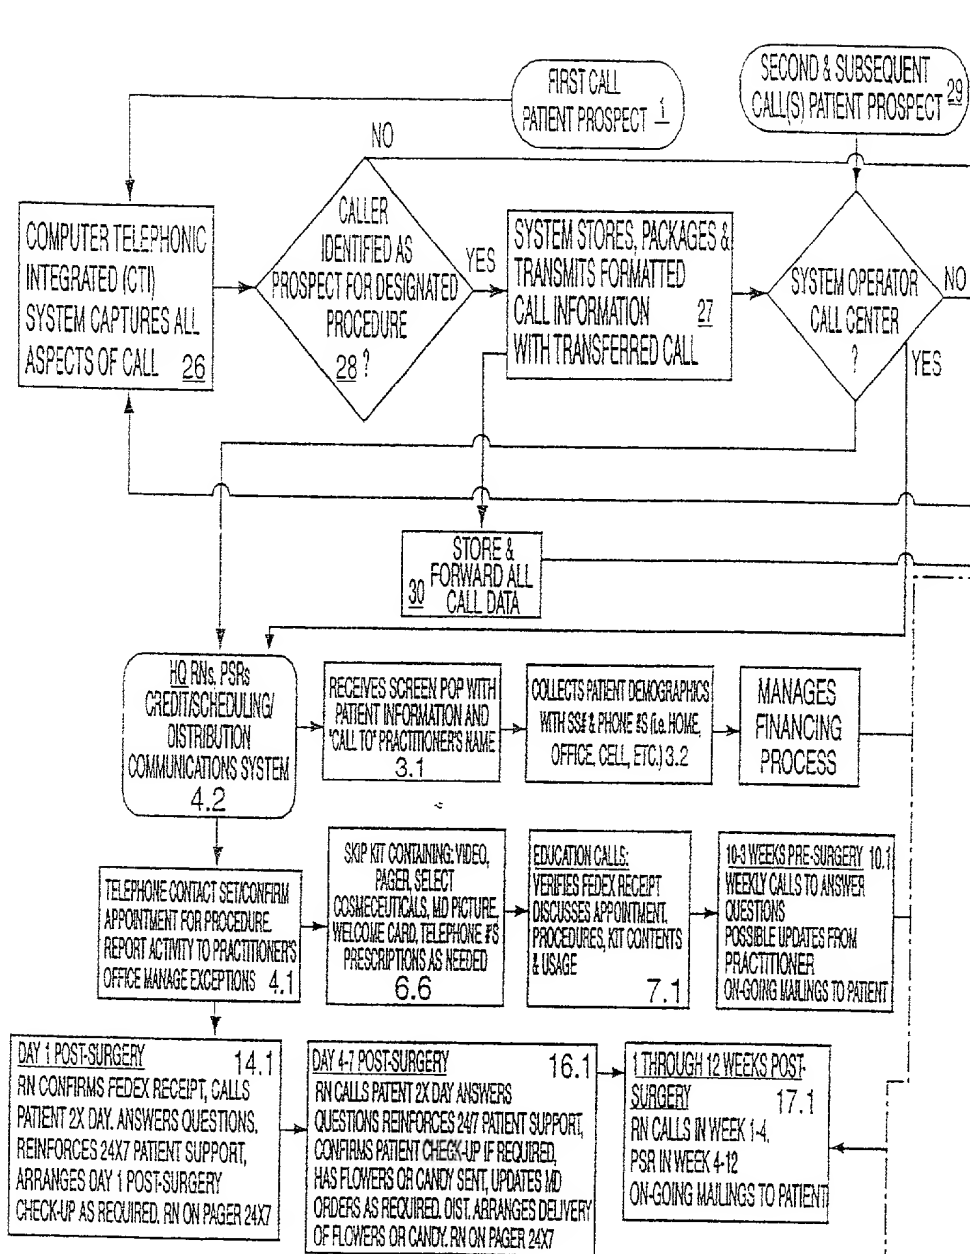 FIRST CALL
PATIENT PROSPECT 1
SECOND & SUBSEQUENT
CALL(S) PATIENT PROSPECT 29
NO
COMPUTER TELEPHONIC
INTEGRATED (CTI)
SYSTEM CAPTURES ALL
ASPECTS OF CALL 26
CALLER
IDENTIFIED AS
PROSPECT FOR DESIGNATED
PROCEDURE
28 ?
YES
SYSTEM STORES, PACKAGES &
TRANSMITS FORMATTED
CALL INFORMATION 27
WITH TRANSFERRED CALL
SYSTEM OPERATOR
CALL CENTER
?
NO
YES
STORE &
FORWARD ALL
30 CALL DATA
HQ RNs, PSRs
CREDIT/SCHEDULING/
DISTRIBUTION
COMMUNICATIONS SYSTEM
4.2
RECEIVES SCREEN POP WITH
PATIENT INFORMATION AND
"CALL TO" PRACTITIONER'S NAME
3.1
COLLECTS PATIENT DEMOGRAPHICS
WITH SS# & PHONE #S (i.e. HOME,
OFFICE, CELL, ETC.) 3.2
MANAGES
FINANCING
PROCESS
TELEPHONE CONTACT SET/CONFIRM
APPOINTMENT FOR PROCEDURE.
REPORT ACTIVITY TO PRACTITIONER'S
OFFICE MANAGE EXCEPTIONS 4.1
SKIP KIT CONTAINING: VIDEO,
PAGER, SELECT
COSMECEUTICALS, MD PICTURE,
WELCOME CARD, TELEPHONE #'S
PRESCRIPTIONS AS NEEDED
6.6
EDUCATION CALLS:
VERIFIES FEDEX RECEIPT
DISCUSSES APPOINTMENT,
PROCEDURES, KIT CONTENTS
& USAGE
7.1
10-3 WEEKS PRE-SURGERY 10.1
WEEKLY CALLS TO ANSWER
QUESTIONS
POSSIBLE UPDATES FROM
PRACTITIONER
ON-GOING MAILINGS TO PATIENT
DAY 1 POST-SURGERY 14.1
RN CONFIRMS FEDEX RECEIPT, CALLS
PATIENT 2X DAY. ANSWERS QUESTIONS,
REINFORCES 24X7 PATIENT SUPPORT,
ARRANGES DAY 1 POST-SURGERY
CHECK-UP AS REQUIRED. RN ON PAGER 24X7
DAY 4-7 POST-SURGERY 16.1
RN CALLS PATENT 2X DAY ANSWERS
QUESTIONS REINFORCES 24/7 PATIENT SUPPORT,
CONFIRMS PATIENT CHECK-UP IF REQUIRED,
HAS FLOWERS OR CANDY SENT, UPDATES MD
ORDERS AS REQUIRED. DIST. ARRANGES DELIVERY
OF FLOWERS OR CANDY. RN ON PAGER 24X7
1 THROUGH 12 WEEKS POST-
SURGERY 17.1
RN CALLS IN WEEK 1-4,
PSR IN WEEK 4-12
ON-GOING MAILINGS TO PATIENT